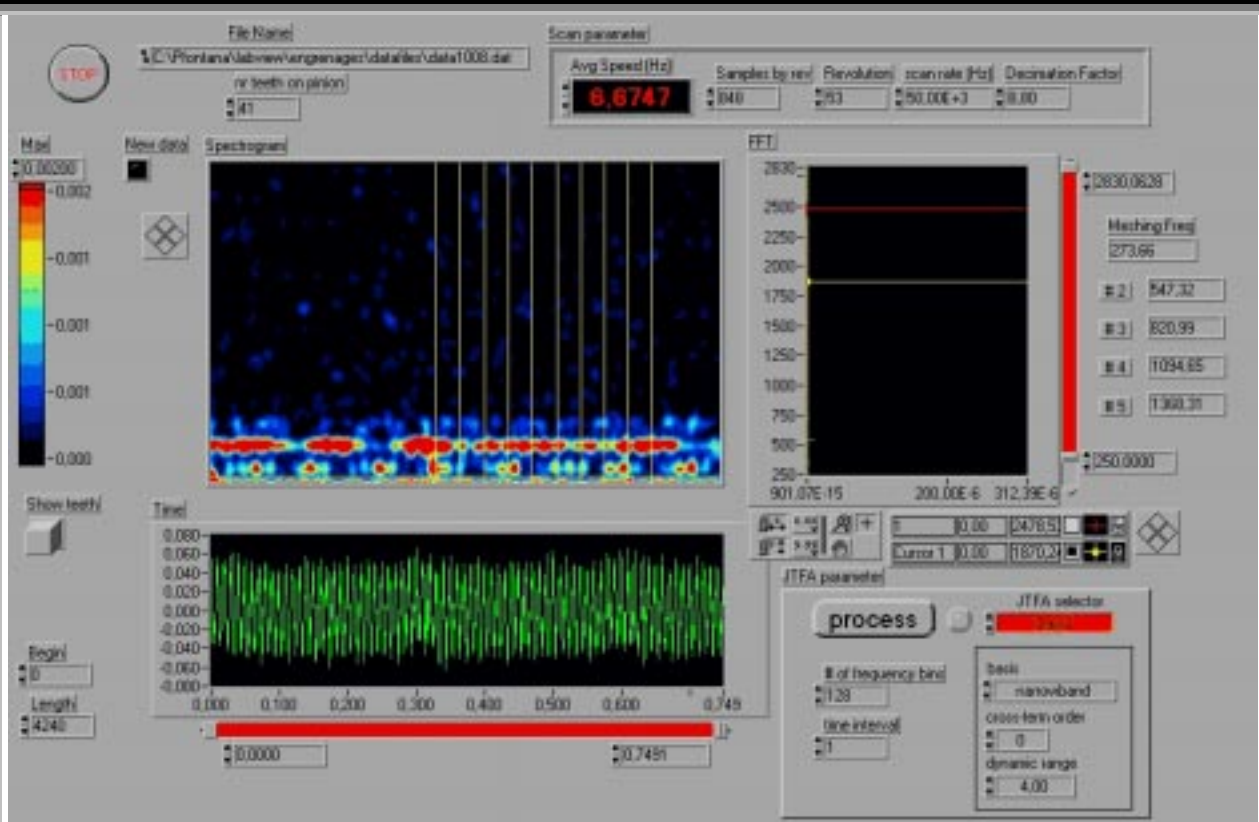 File Name
C:\Pfontana\labview\engrenages\datafiles\data1008.dat
STOP
nr teeth on pinion
41
Scan parameter
Avg Speed (Hz)
6,6747
Samples by rev
848
Revolution
53
scan rate (Hz)
50,00E+3
Decimation Factor
8,00
Max
0,00200
0.002
0.001
0.001
0.001
0.000
New data
Spectrogram
FFT
2830
2500
2250
2000
1750
1500
1250
1000
750
500
250
901.07E-15
200.00E-6
312.39E-6
2830,0628
250,0000
Meshing Freq
273,66
# 2
547,32
# 3
820,99
# 4
1094,65
# 5
1368,31
Show teeth
Time
0.080
0.060
0.040
0.020
0.000
-0.020
-0.040
-0.060
-0.080
0,000
0,100
0,200
0,300
0,400
0,500
0,600
0,749
0,0000
0,7491
Begin
0
Length
4240
0,00
2478,5
Cursor 1
0,00
1870,2
JTFA parameter
process
JTFA selector
# of frequency bins
128
time interval
1
basis
narrowband
cross-term order
0
dynamic range
4,00